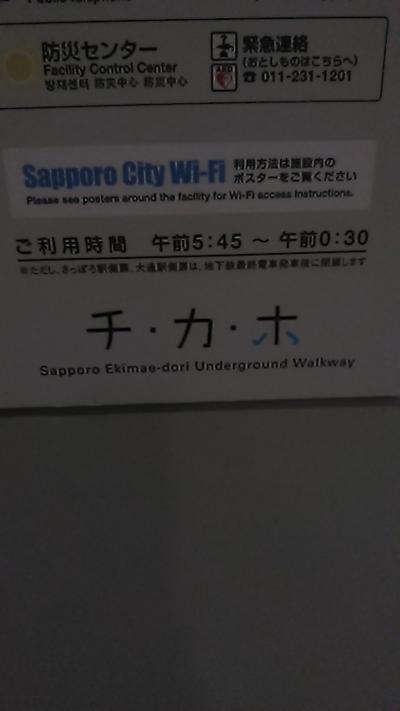 Public telephone
防災センター
Facility Control Center
방재센터 防灾中心 防災中心
緊急連絡
(おとしものはこちらへ)
☎ 011-231-1201
AED
Sapporo City Wi-Fi
利用方法は施設内の
ポスターをご覧ください
Please see posters around the facility for Wi-Fi access instructions.
ご利用時間 午前5:45 ～ 午前0:30
※ただし、さっぽろ駅側扉、大通駅側扉は、地下鉄最終電車発車後に閉鎖します
チ・カ・ホ
Sapporo Ekimae-dori Underground Walkway